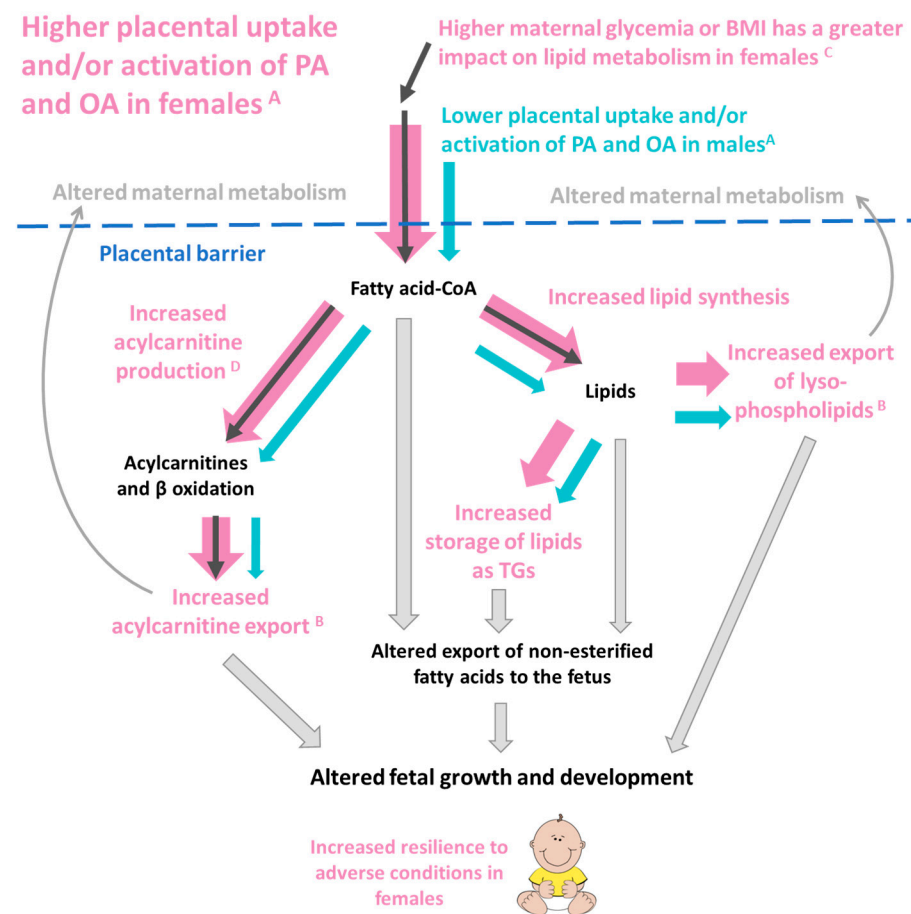 Higher placental uptake
and/or activation of PA
and OA in females A
Higher maternal glycemia or BMI has a greater
impact on lipid metabolism in females C
Lower placental uptake and/or
activation of PA and OA in males A
Altered maternal metabolism
Altered maternal metabolism
Placental barrier
Fatty acid-CoA
Increased
acylcarnitine
production D
Increased lipid synthesis
Increased export
of lyso-
phospholipids B
Lipids
Acylcarnitines
and β oxidation
Increased
storage of lipids
as TGs
Increased
acylcarnitine export B
Altered export of non-esterified
fatty acids to the fetus
Altered fetal growth and development
Increased resilience to
adverse conditions in
females